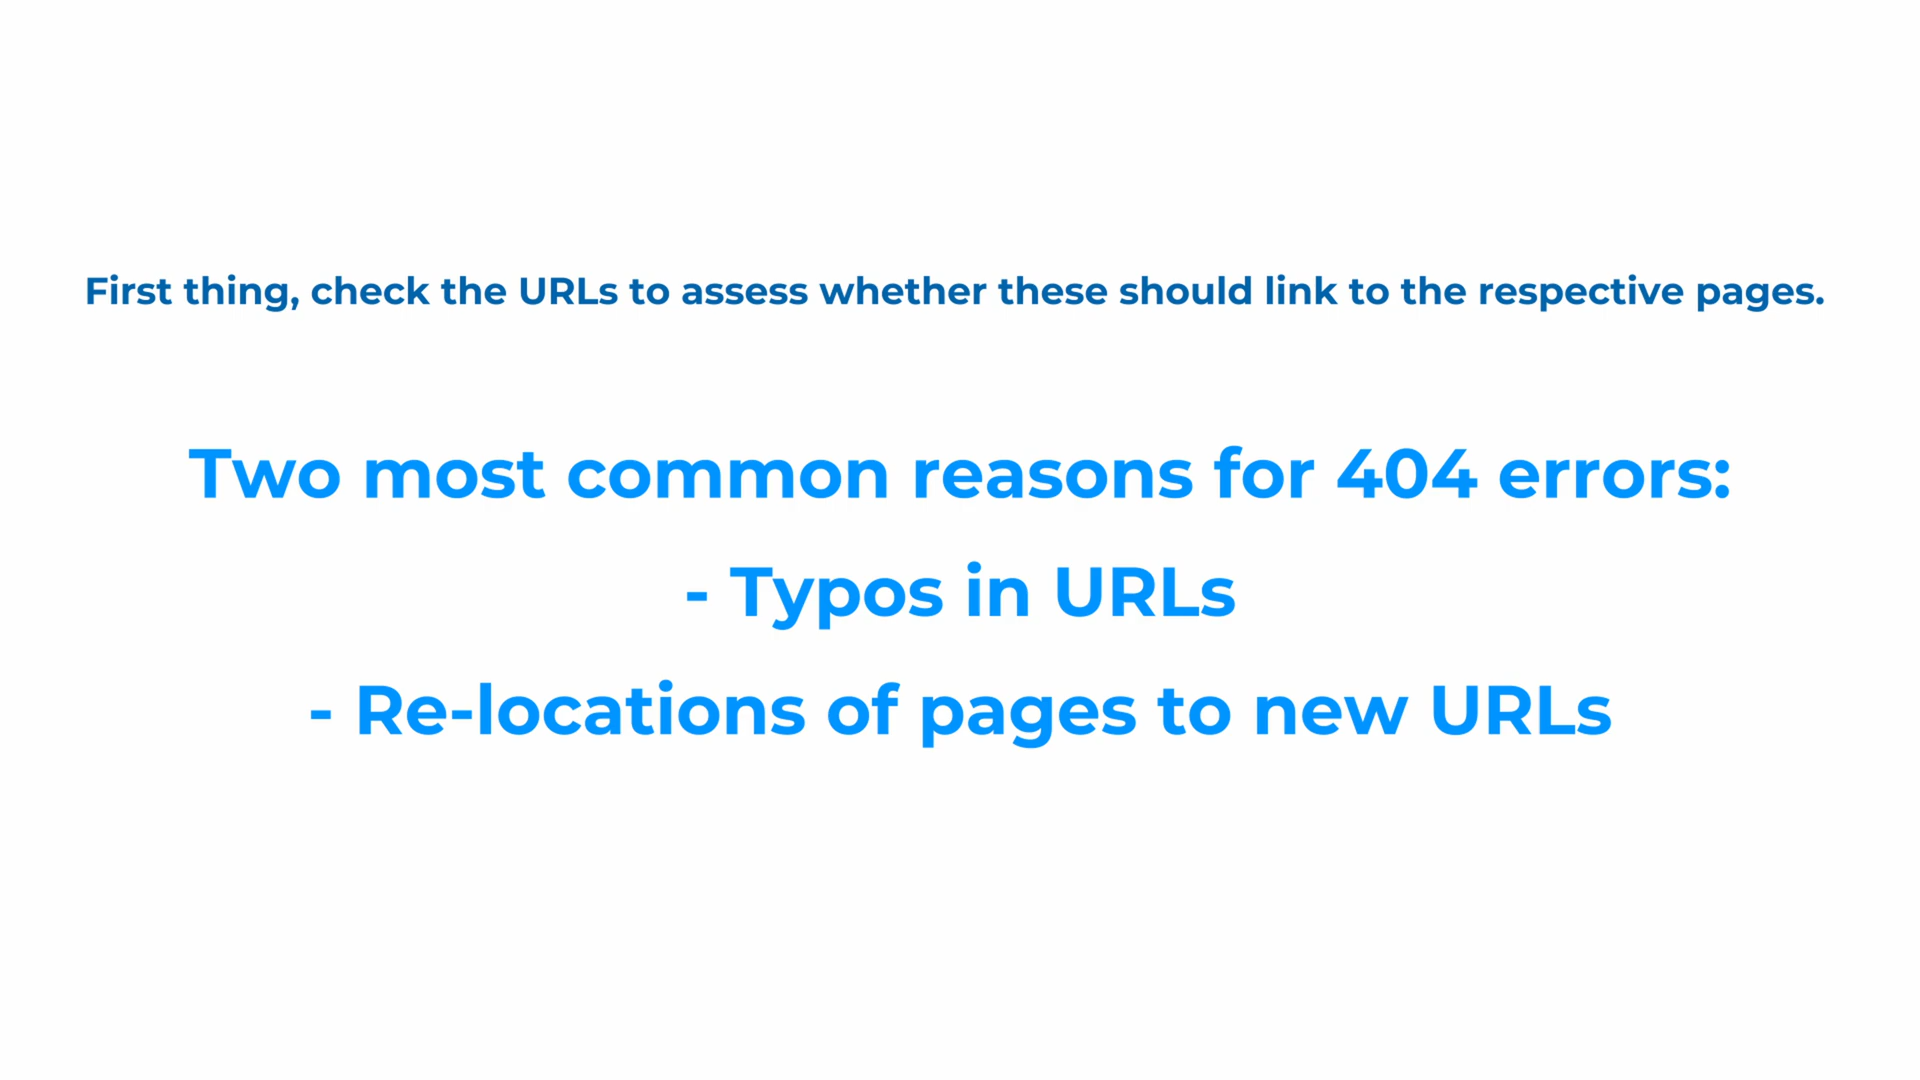 First thing, check the URLs to assess whether these should link to the respective pages.
Two most common reasons for 404 errors:
- Typos in URLs
- Re-locations of pages to new URLs